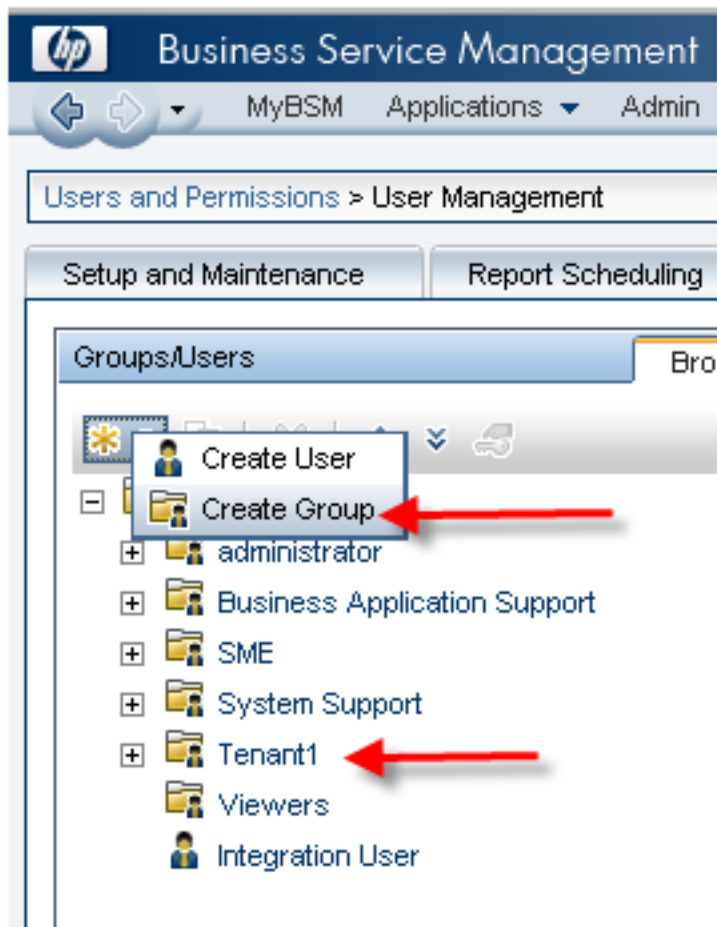 hp Business Service Management
MyBSM Applications Admin
Users and Permissions > User Management
Setup and Maintenance Report Scheduling
Groups/Users Bro
Create User
Create Group
administrator
Business Application Support
SME
System Support
Tenant1
Viewers
Integration User